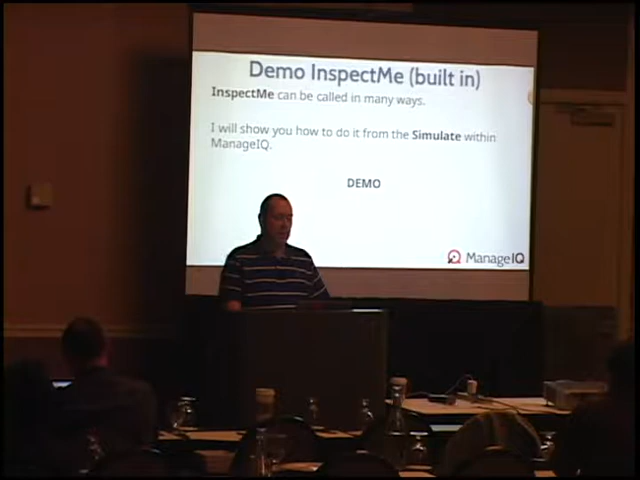 Demo InspectMe (built in)
InspectMe can be called in many ways.
I will show you how to do it from the Simulate within
ManageIQ.
DEMO
ManageIQ